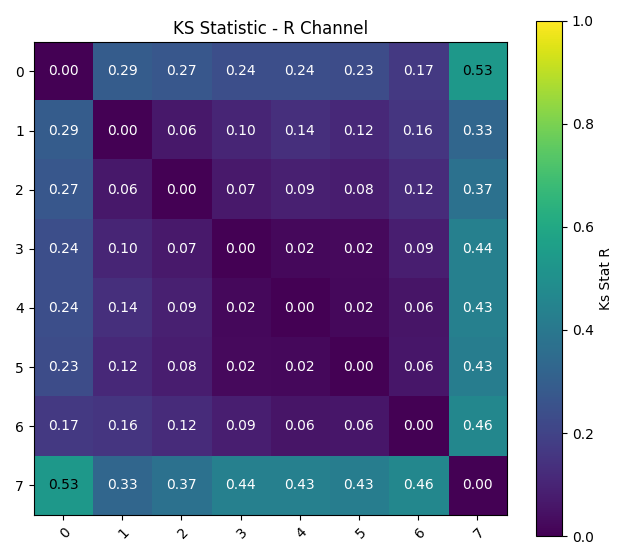 KS Statistic - R Channel
0 0.00 0.29 0.27 0.24 0.24 0.23 0.17 0.53
1 0.29 0.00 0.06 0.10 0.14 0.12 0.16 0.33
2 0.27 0.06 0.00 0.07 0.09 0.08 0.12 0.37
3 0.24 0.10 0.07 0.00 0.02 0.02 0.09 0.44
4 0.24 0.14 0.09 0.02 0.00 0.02 0.06 0.43
5 0.23 0.12 0.08 0.02 0.02 0.00 0.06 0.43
6 0.17 0.16 0.12 0.09 0.06 0.06 0.00 0.46
7 0.53 0.33 0.37 0.44 0.43 0.43 0.46 0.00
0 1 2 3 4 5 6 7
1.0
0.8
0.6
0.4
0.2
0.0
Ks Stat R